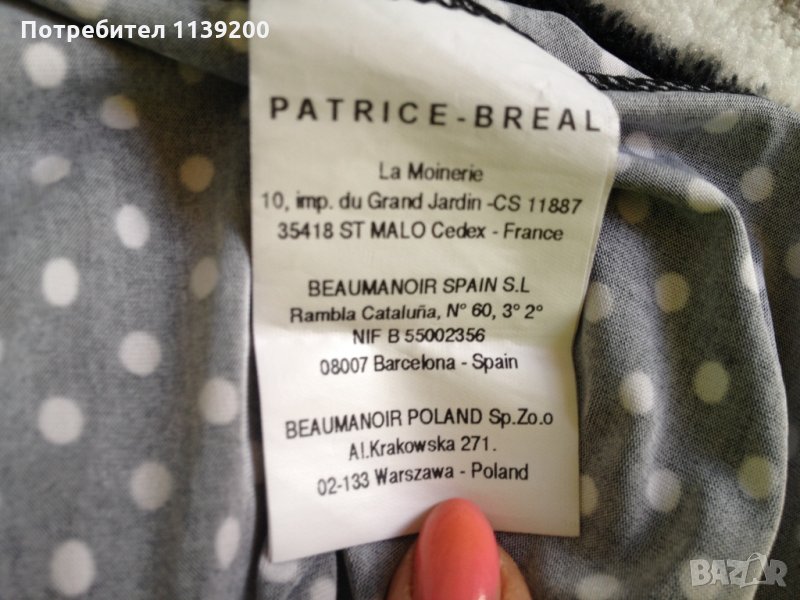 Потребител 1139200
PATRICE-BREAL
La Moinerie
10, imp. du Grand Jardin -CS 11887
35418 ST MALO Cedex - France
BEAUMANOIR SPAIN S.L
Rambla Cataluña, N° 60, 3° 2°
NIF B 55002356
08007 Barcelona - Spain
BEAUMANOIR POLAND Sp.Zo.o
Al.Krakowska 271.
02-133 Warszawa - Poland
BAZAR
bg